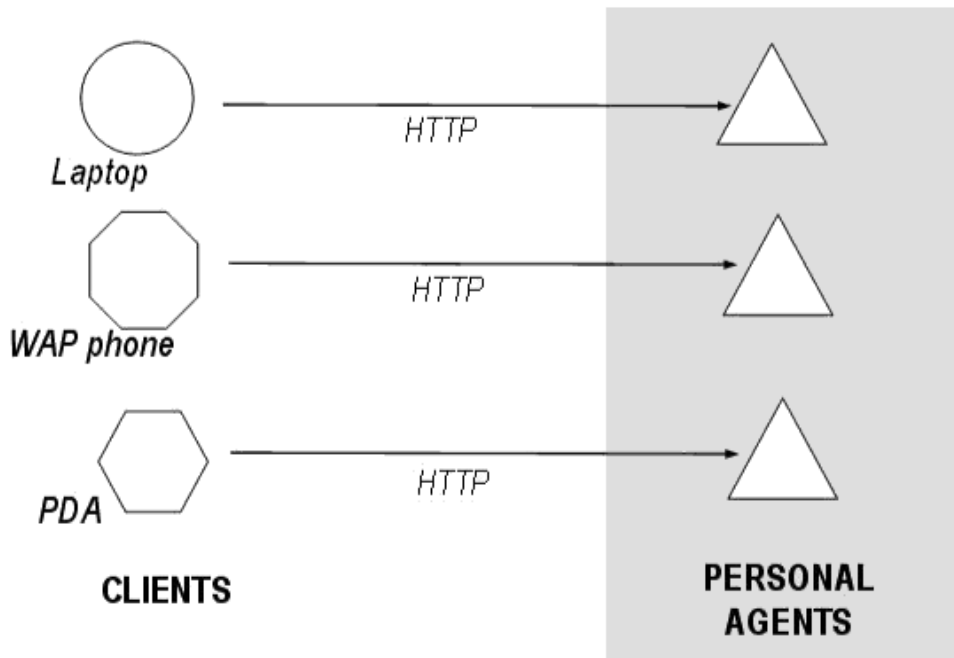 HTTP
Laptop
HTTP
WAP phone
HTTP
PDA
CLIENTS
PERSONAL
AGENTS